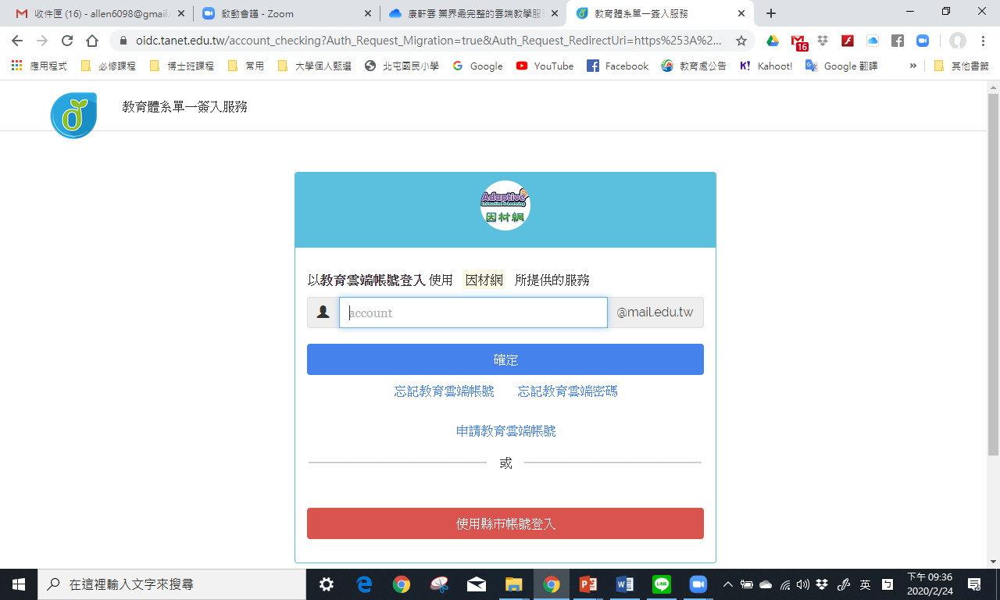 收件匣 (16) - allen6098@gmail.
啟動會議 - Zoom
康軒雲 業界最完整的雲端教學服
教育體系單一簽入服務
oidc.tanet.edu.tw/account_checking?Auth_Request_Migration=true&Auth_Request_RedirectUri=https%253A%2...
16
應用程式
必修課程
博士班課程
常用
大學個人甄選
北屯國民小學
Google
YouTube
Facebook
教育處公告
K! Kahoot!
Google 翻譯
»
其他書籤
教育體系單一簽入服務
Adaptive
Instruction & Learning
因材網
以教育雲端帳號登入 使用 因材網 所提供的服務
account
@mail.edu.tw
確定
忘記教育雲端帳號 忘記教育雲端密碼
申請教育雲端帳號
或
使用縣市帳號登入
在這裡輸入文字來搜尋
LINE
英
下午 09:36
2020/2/24